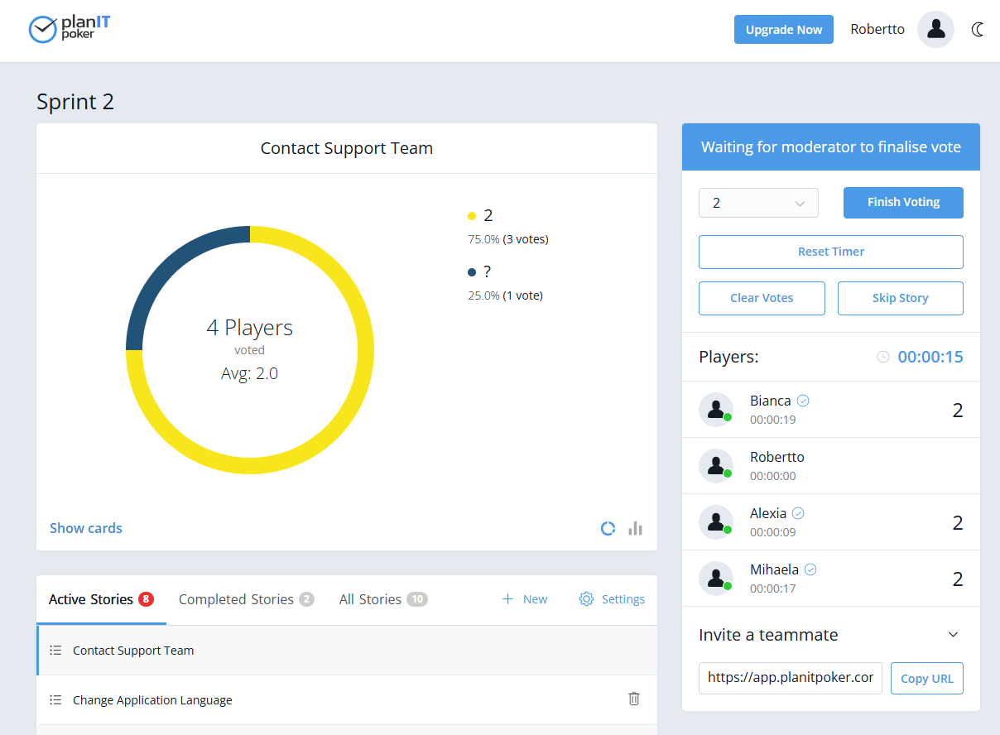 planIT
poker
Upgrade Now
Robertto
Sprint 2
Contact Support Team
2
75.0% (3 votes)
?
25.0% (1 vote)
4 Players
voted
Avg: 2.0
Show cards
Waiting for moderator to finalise vote
2
Finish Voting
Reset Timer
Clear Votes
Skip Story
Players:
00:00:15
Bianca
00:00:19
2
Robertto
00:00:00
Alexia
00:00:09
2
Mihaela
00:00:17
2
Invite a teammate
https://app.planitpoker.cor
Copy URL
Active Stories 8
Completed Stories 2
All Stories 10
New
Settings
Contact Support Team
Change Application Language